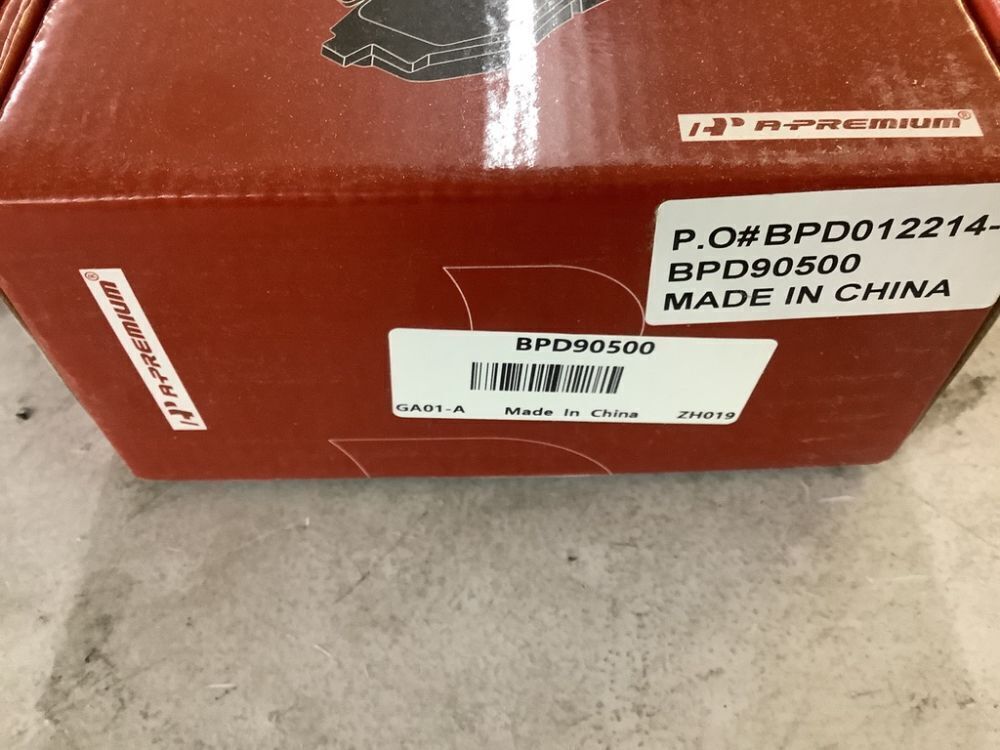 A-PREMIUM®
P.O#BPD012214-
BPD90500
MADE IN CHINA
A-PREMIUM®
BPD90500
GA01-A Made In China ZH019